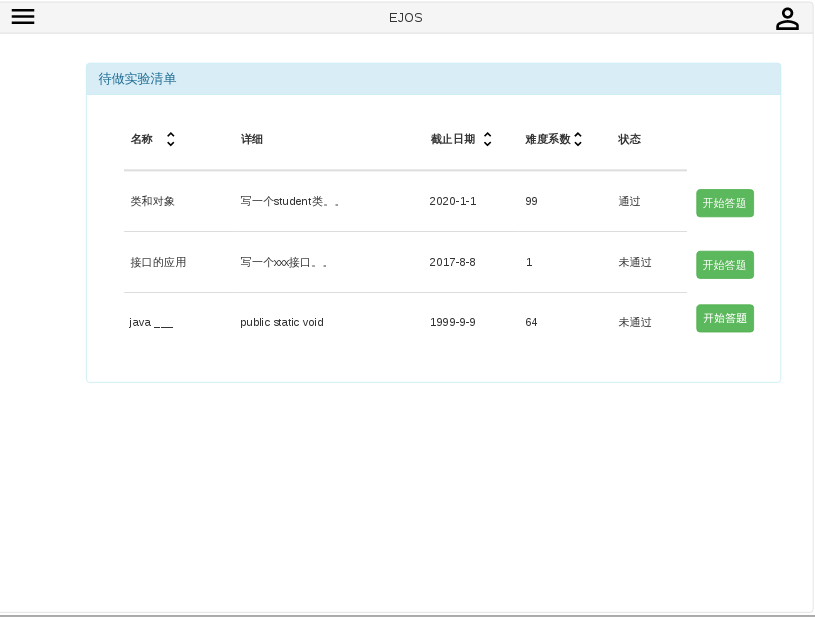 EJOS
待做实验清单
名称 详细 截止日期 难度系数 状态
类和对象 写一个student类。。 2020-1-1 99 通过 开始答题
接口的应用 写一个xxx接口。。 2017-8-8 1 未通过 开始答题
java ___ public static void 1999-9-9 64 未通过 开始答题